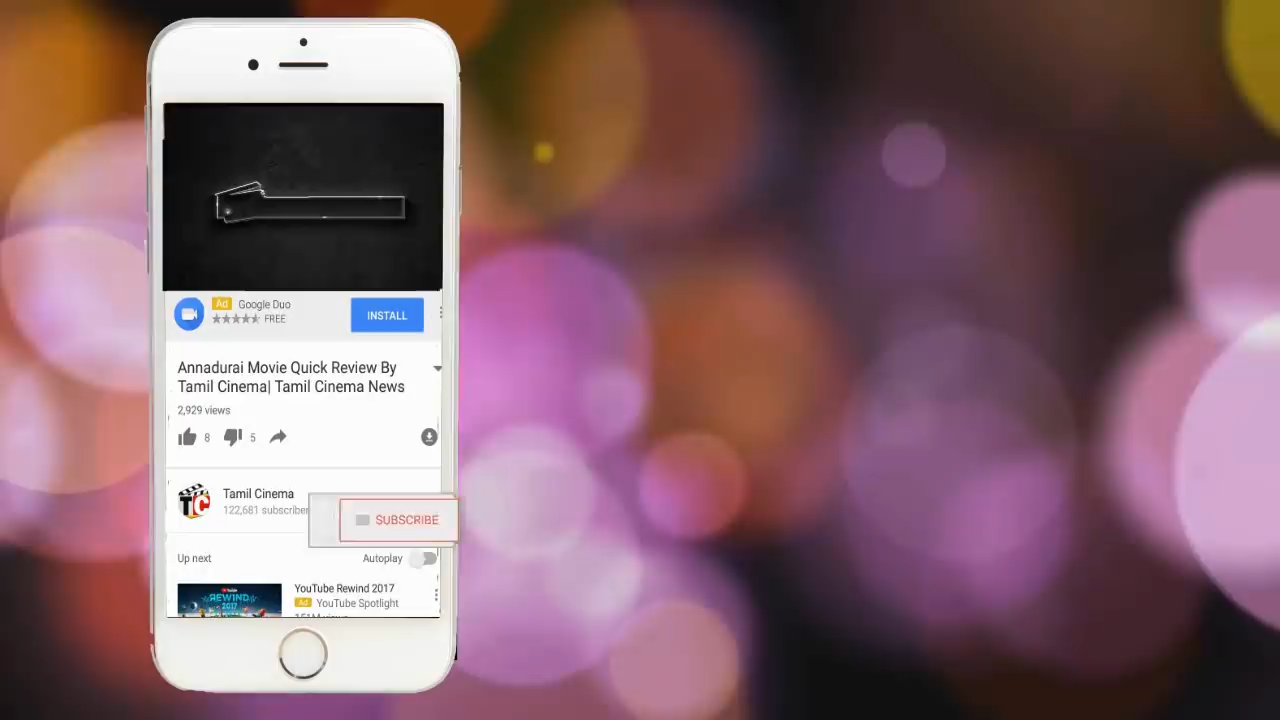 Ad Google Duo
FREE
INSTALL
Annadurai Movie Quick Review By
Tamil Cinema| Tamil Cinema News
2,929 views
8 5
TC
Tamil Cinema
122,681 subscriber
SUBSCRIBE
Up next
Autoplay
YouTube Rewind 2017
REWIND
2017
Ad YouTube Spotlight